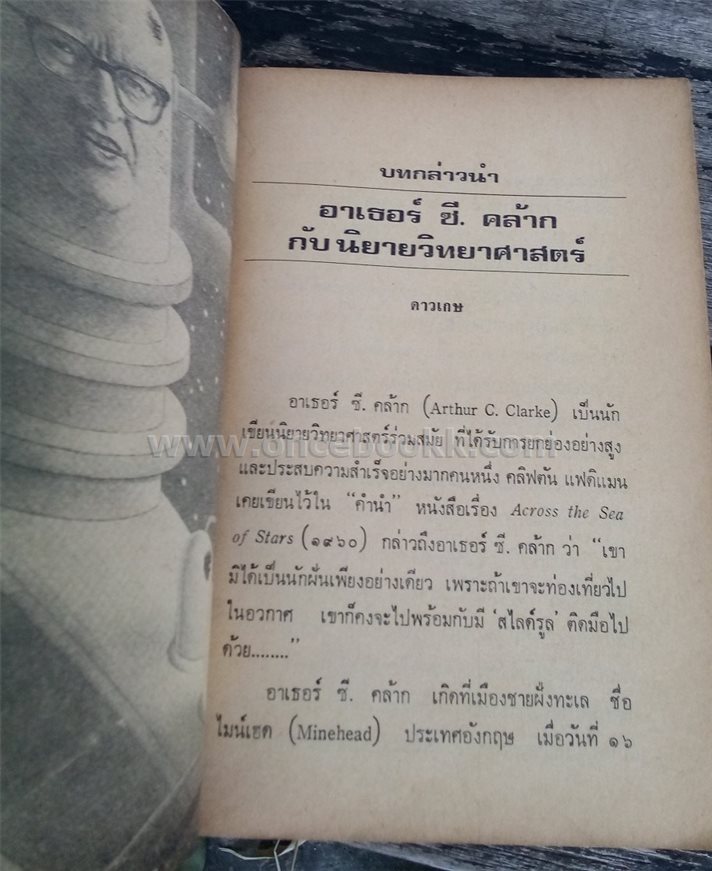 บทกล่าวนำ
อาเธอร์ ซี. คล้าก
กับนิยายวิทยาศาสตร์
ดาวเกษ
อาเธอร์ ซี. คล้าก (Arthur C. Clarke) เป็นนัก
เขียนนิยายวิทยาศาสตร์ร่วมสมัย ที่ได้รับการยกย่องอย่างสูง
www.oncebookk.com
และประสบความสำเร็จอย่างมากคนหนึ่ง คลิฟตัน แฟดิแมน
เคยเขียนไว้ใน “คำนำ” หนังสือเรื่อง Across the Sea
of Stars (๑๙๖๐) กล่าวถึงอาเธอร์ ซี. คล้าก ว่า “เขา
มิได้เป็นนักฝันเพียงอย่างเดียว เพราะถ้าเขาจะท่องเที่ยวไป
ในอวกาศ เขาก็คงจะไปพร้อมกับมี ‘สไลด์รูล’ ติดมือไป
ด้วย........”
อาเธอร์ ซี. คล้าก เกิดที่เมืองชายฝั่งทะเล ชื่อ
ไมน์เฮด (Minehead) ประเทศอังกฤษ เมื่อวันที่ ๑๖